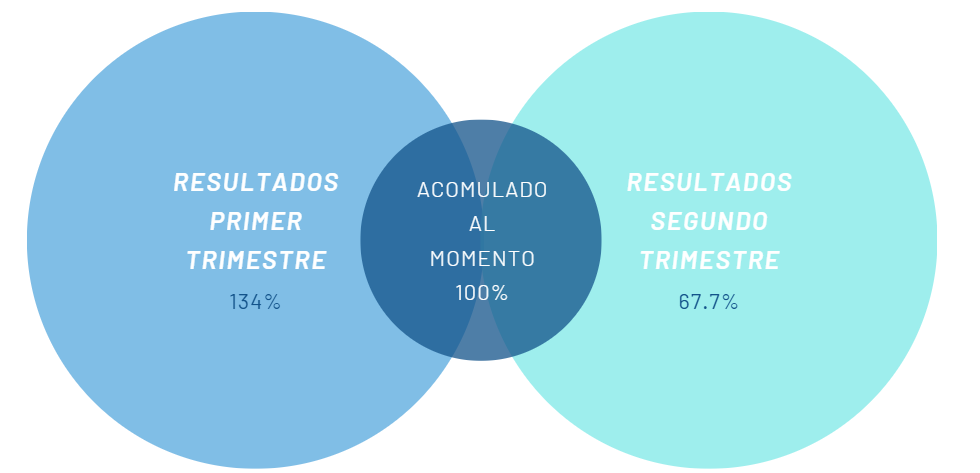 RESULTADOS
PRIMER
TRIMESTRE
134%
ACOMULADO
AL
MOMENTO
100%
RESULTADOS
SEGUNDO
TRIMESTRE
67.7%